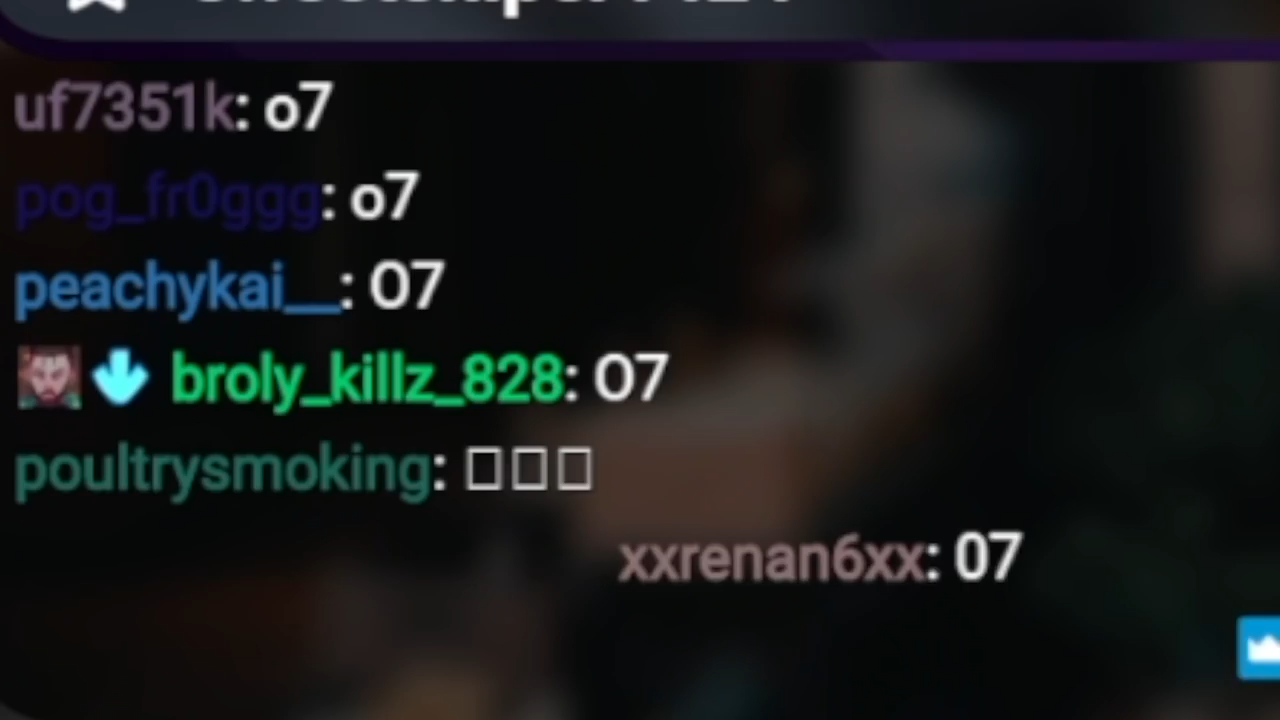 uf7351k: o7
pog_fr0ggg: o7
peachykai__: O7
broly_killz_828: O7
poultrysmoking: □□□
xxrenan6xx: 07